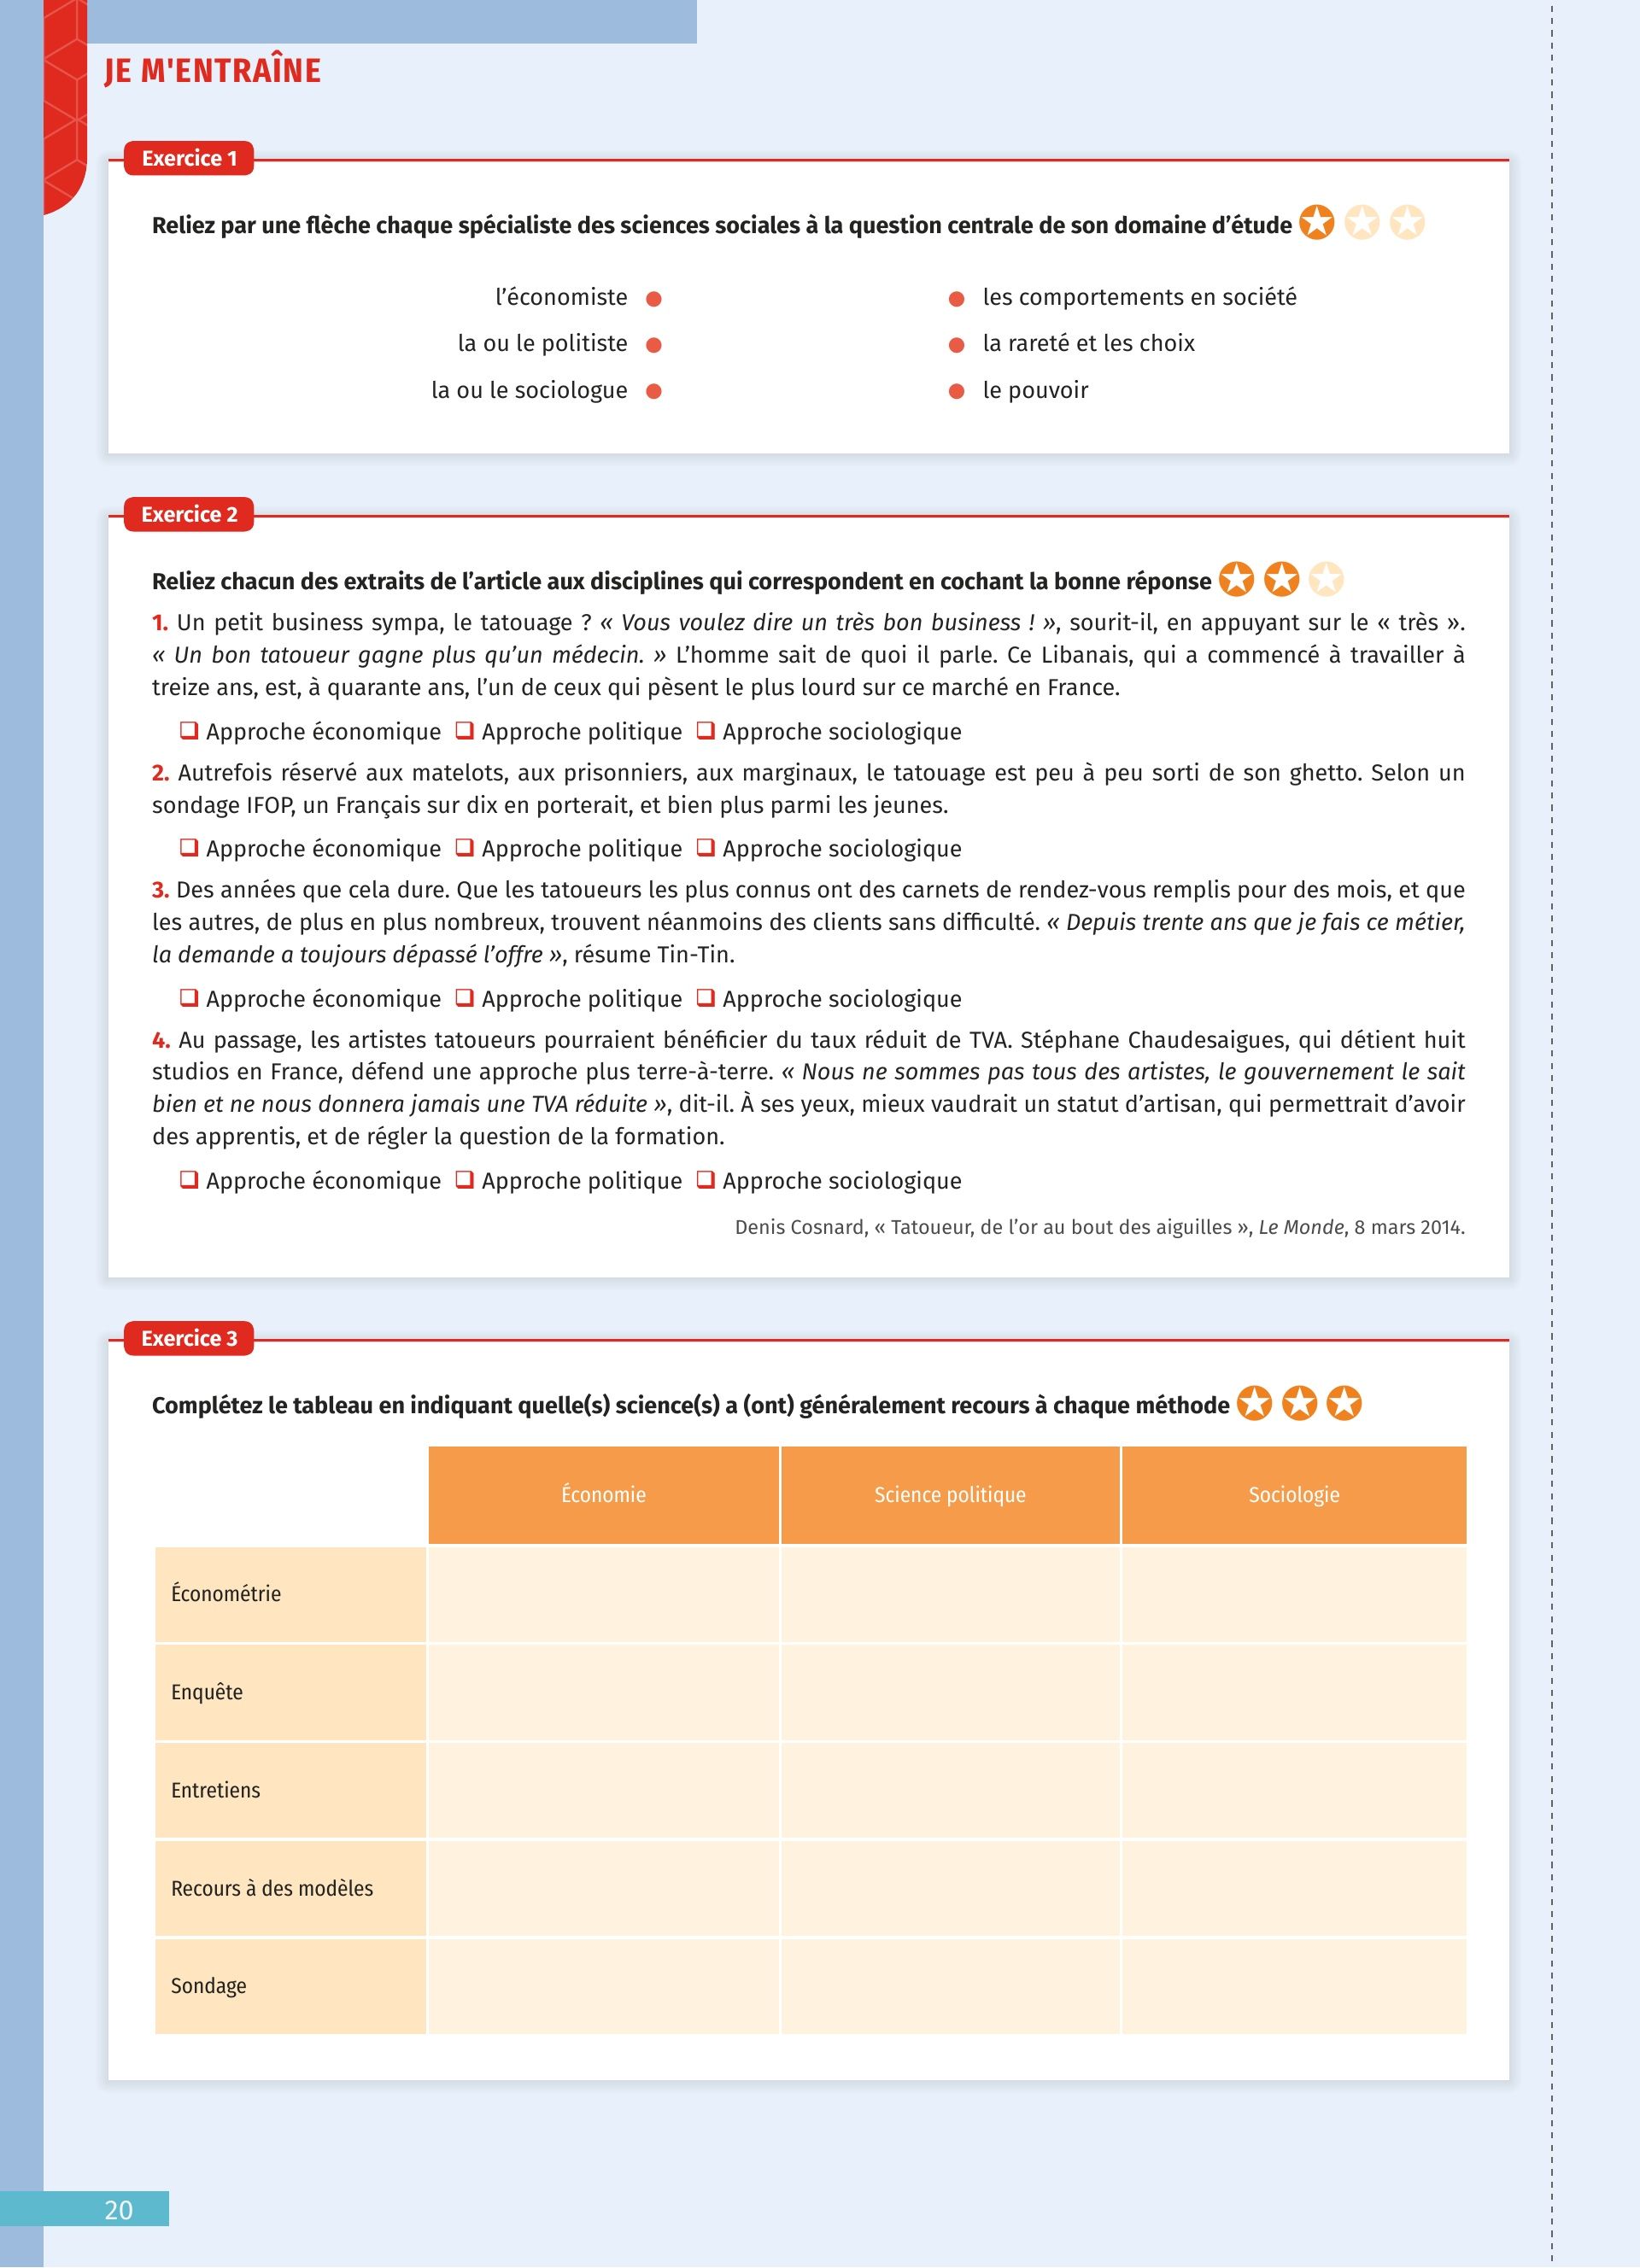 JE M'ENTRAÎNE
Exercice 1
Reliez par une flèche chaque spécialiste des sciences sociales à la question centrale de son domaine d’étude
l’économiste
les comportements en société
la ou le politiste
la rareté et les choix
la ou le sociologue
le pouvoir
Exercice 2
Reliez chacun des extraits de l’article aux disciplines qui correspondent en cochant la bonne réponse
1. Un petit business sympa, le tatouage ? « Vous voulez dire un très bon business ! », sourit-il, en appuyant sur le « très ».
« Un bon tatoueur gagne plus qu’un médecin. » L’homme sait de quoi il parle. Ce Libanais, qui a commencé à travailler à
treize ans, est, à quarante ans, l’un de ceux qui pèsent le plus lourd sur ce marché en France.
❑ Approche économique ❑ Approche politique ❑ Approche sociologique
2. Autrefois réservé aux matelots, aux prisonniers, aux marginaux, le tatouage est peu à peu sorti de son ghetto. Selon un
sondage IFOP, un Français sur dix en porterait, et bien plus parmi les jeunes.
❑ Approche économique ❑ Approche politique ❑ Approche sociologique
3. Des années que cela dure. Que les tatoueurs les plus connus ont des carnets de rendez-vous remplis pour des mois, et que
les autres, de plus en plus nombreux, trouvent néanmoins des clients sans difficulté. « Depuis trente ans que je fais ce métier,
la demande a toujours dépassé l’offre », résume Tin-Tin.
❑ Approche économique ❑ Approche politique ❑ Approche sociologique
4. Au passage, les artistes tatoueurs pourraient bénéficier du taux réduit de TVA. Stéphane Chaudesaigues, qui détient huit
studios en France, défend une approche plus terre-à-terre. « Nous ne sommes pas tous des artistes, le gouvernement le sait
bien et ne nous donnera jamais une TVA réduite », dit-il. À ses yeux, mieux vaudrait un statut d’artisan, qui permettrait d’avoir
des apprentis, et de régler la question de la formation.
❑ Approche économique ❑ Approche politique ❑ Approche sociologique
Denis Cosnard, « Tatoueur, de l’or au bout des aiguilles », Le Monde, 8 mars 2014.
Exercice 3
Complétez le tableau en indiquant quelle(s) science(s) a (ont) généralement recours à chaque méthode
Économie
Science politique
Sociologie
Économétrie
Enquête
Entretiens
Recours à des modèles
Sondage
20